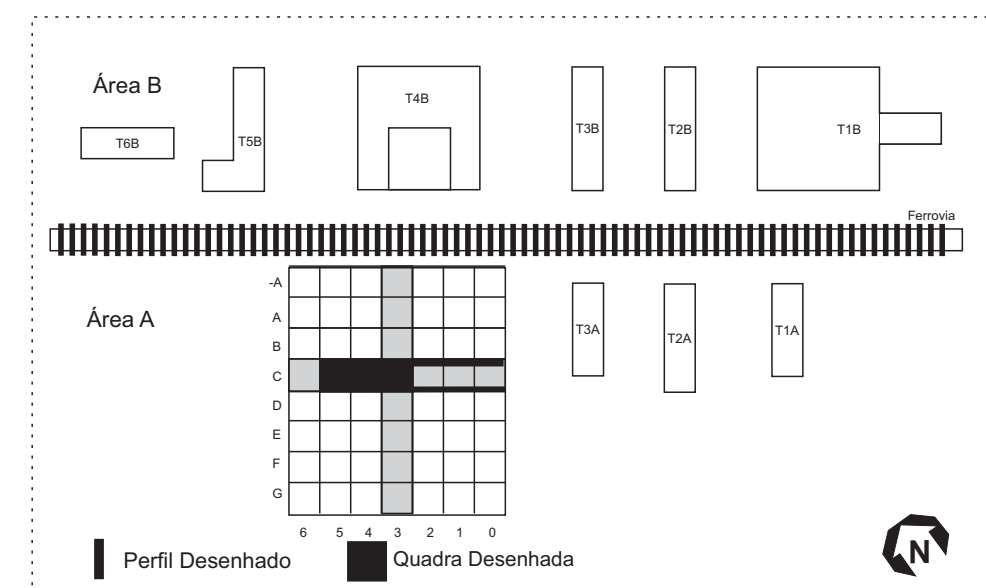 Área B
T6B
T5B
T4B
T3B
T2B
T1B
Ferrovia
Área A
-A
A
B
C
D
E
F
G
6 5 4 3 2 1 0
T3A
T2A
T1A
Perfil Desenhado
Quadra Desenhada
N